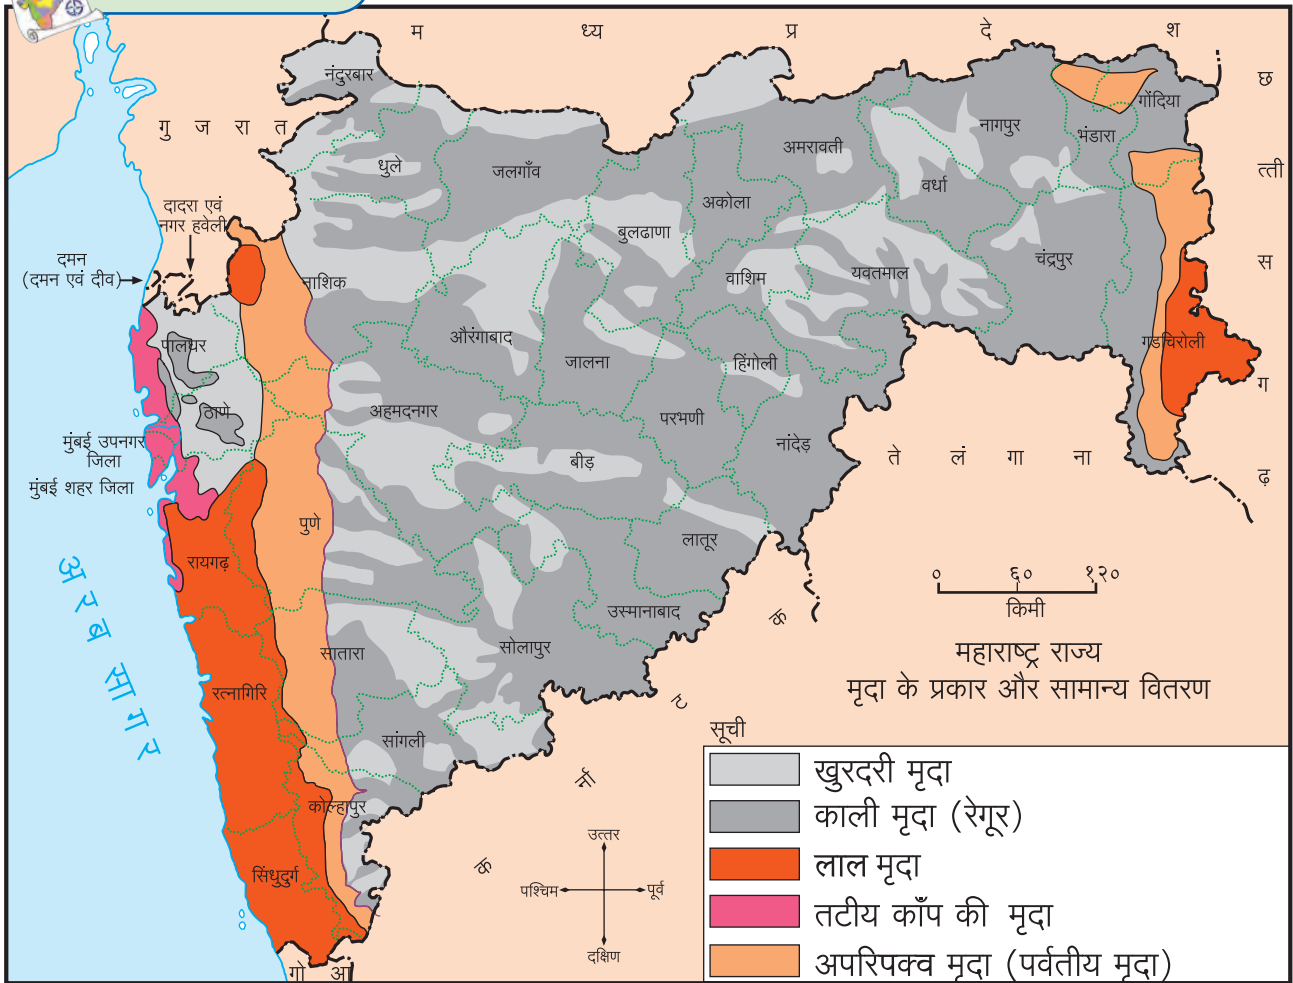 म ध्य प्र दे श
नंदुरबार
छ
गोंदिया
गु ज रा त
नागपुर
भंडारा
अमरावती
धुले
जलगाँव
त्ती
वर्धा
अकोला
दादरा एवं
नगर हवेली
बुलढाणा
दमन
(दमन एवं दीव)
स
चंद्रपुर
यवतमाल
वाशिम
नाशिक
औरंगाबाद
पालघर
गडचिरोली
जालना
हिंगोली
ग
ठाणे
अहमदनगर
परभणी
नांदेड़
मुंबई उपनगर
जिला
ते लं गा ना
बीड़
मुंबई शहर जिला
ढ़
पुणे
लातूर
रायगढ़
अ र ब सा ग र
० ६० १२०
किमी
उस्मानाबाद
क र्ना ट क
सोलापुर
सातारा
महाराष्ट्र राज्य
मृदा के प्रकार और सामान्य वितरण
रत्नागिरि
सांगली
कोल्हापुर
सिंधुदुर्ग
गो आ
उत्तर
पश्चिम पूर्व
दक्षिण
सूची
खुरदरी मृदा
काली मृदा (रेगूर)
लाल मृदा
तटीय काँप की मृदा
अपरिपक्व मृदा (पर्वतीय मृदा)